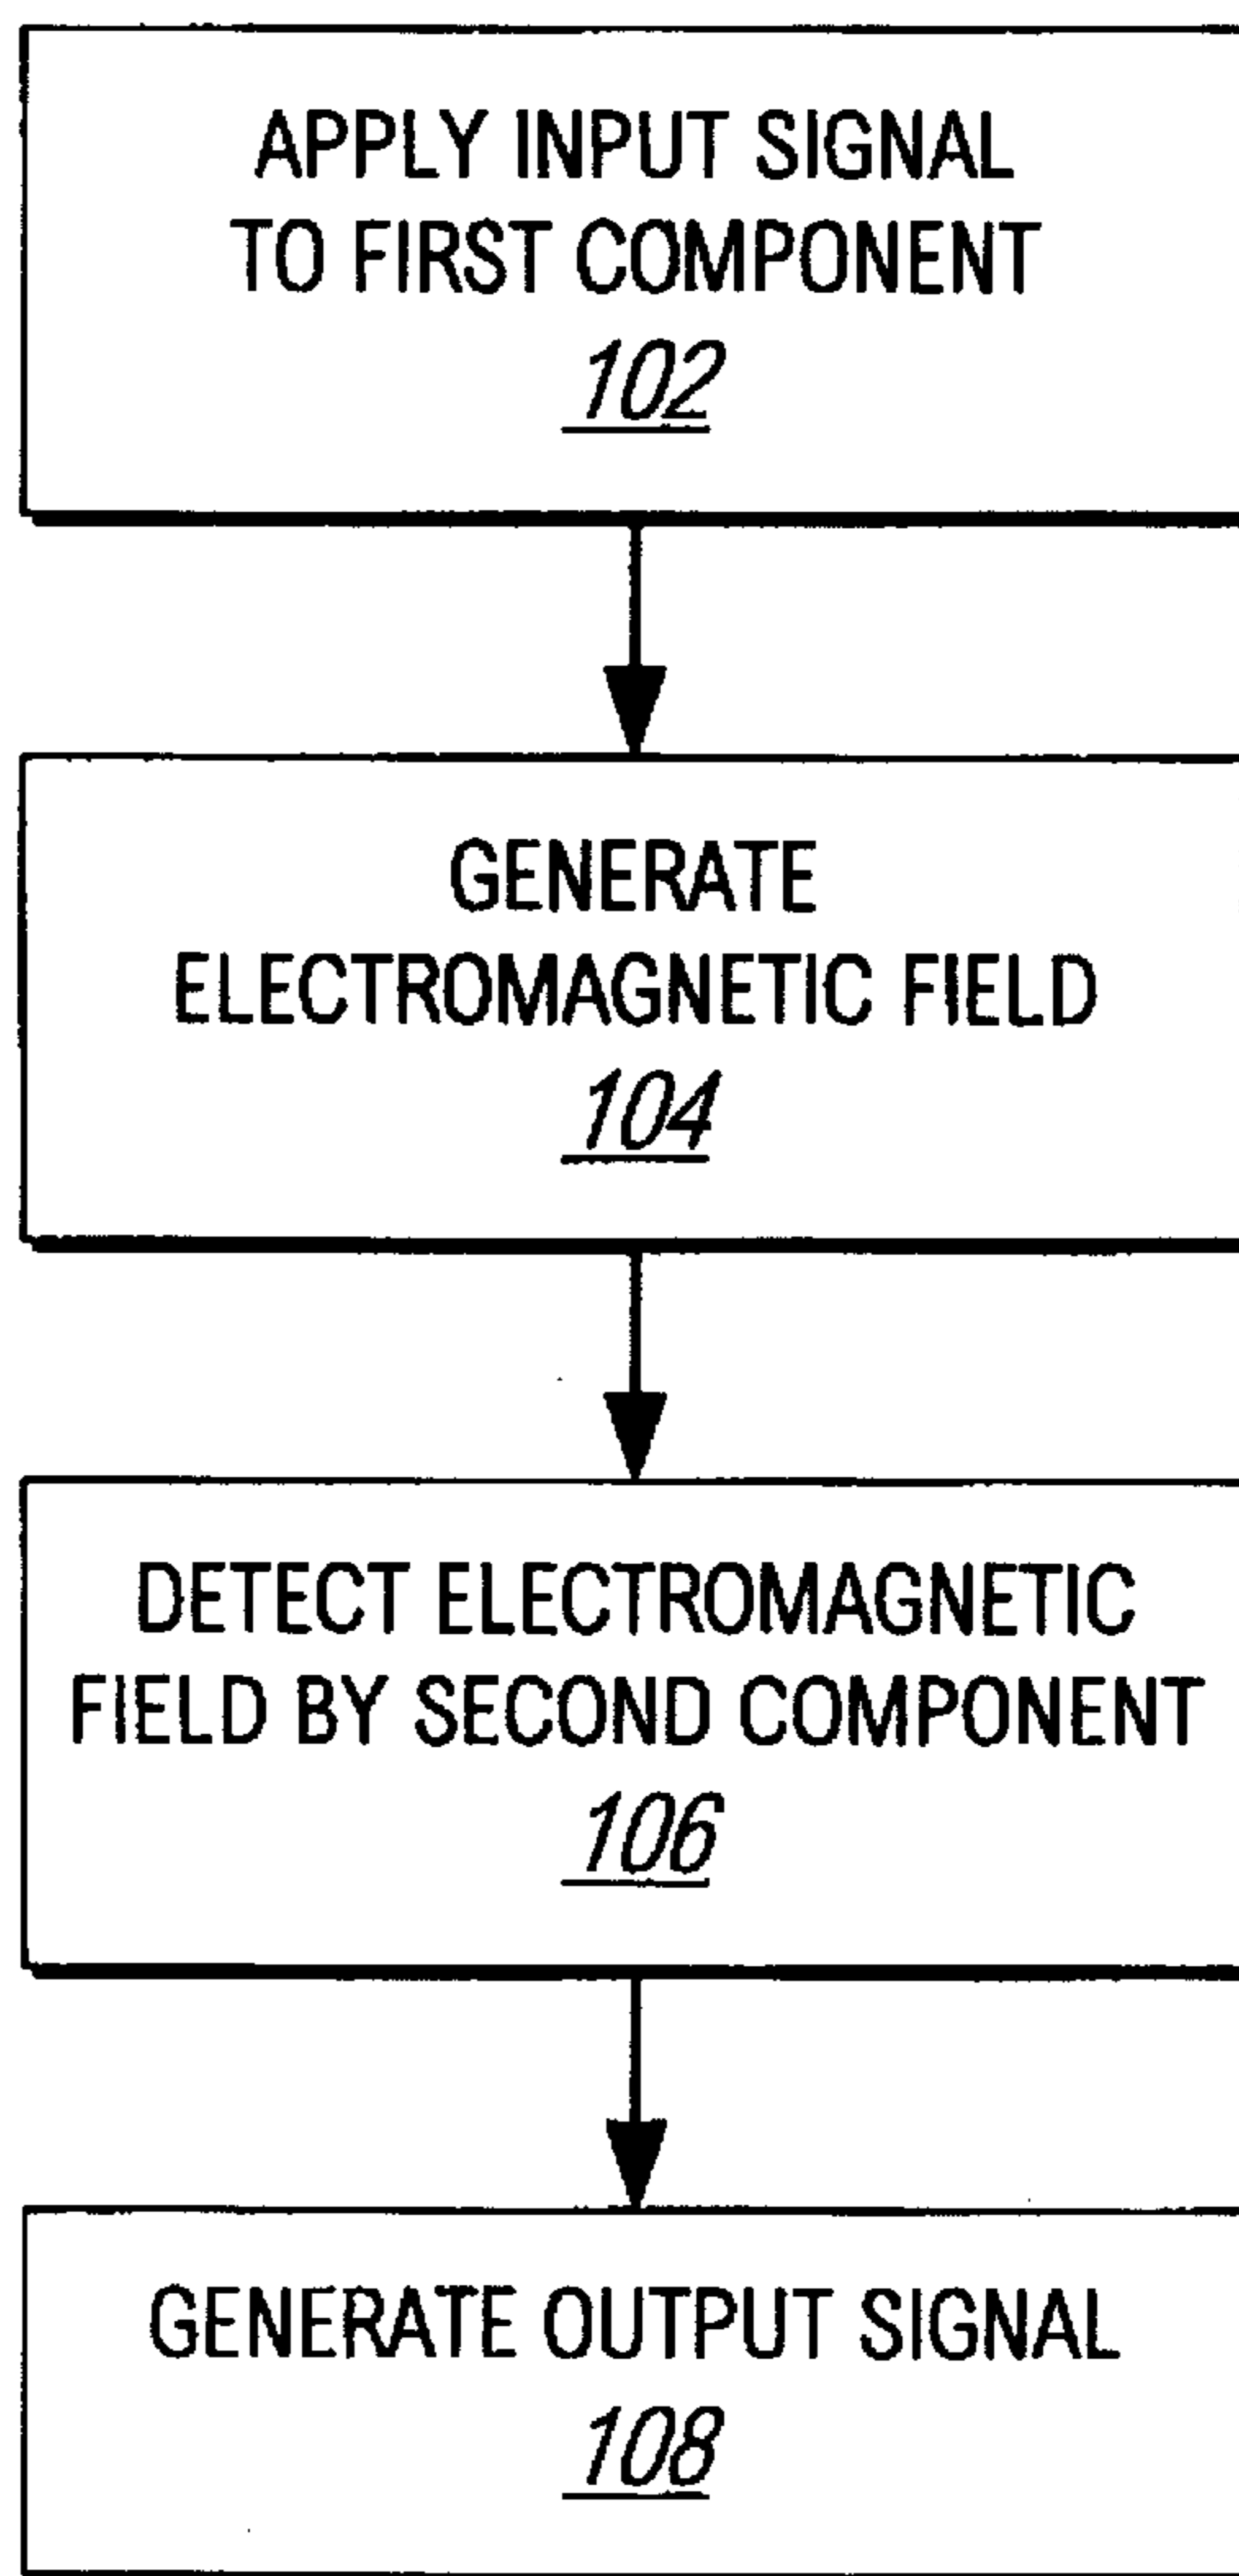 APPLY INPUT SIGNAL
TO FIRST COMPONENT
102
GENERATE
ELECTROMAGNETIC FIELD
104
DETECT ELECTROMAGNETIC
FIELD BY SECOND COMPONENT
106
GENERATE OUTPUT SIGNAL
108